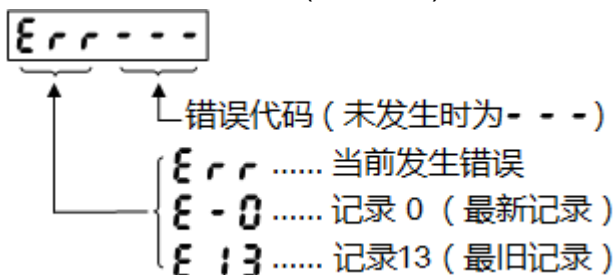 Err - - -
错误代码（未发生时为- - -）
Err ...... 当前发生错误
E - 0 ...... 记录 0 （最新记录）
E 13 ...... 记录13（最旧记录）